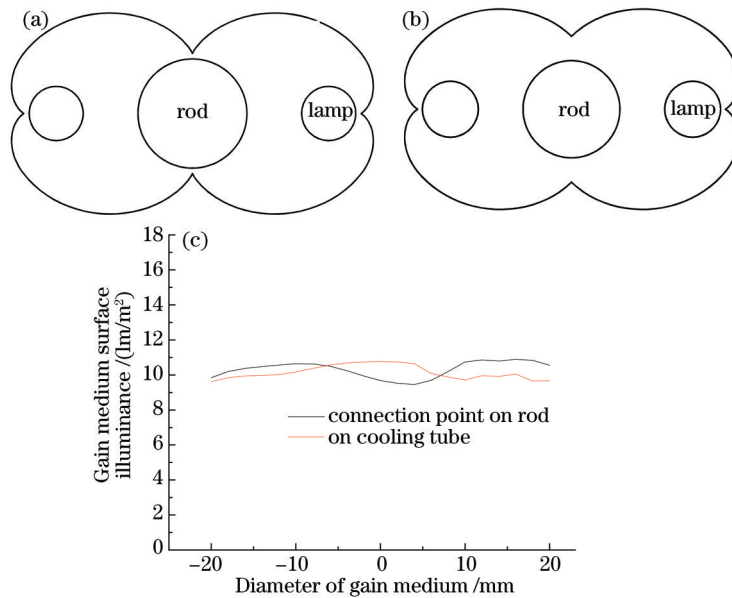 (a)
rod
lamp
(b)
rod
lamp
(c)
18
16
14
12
10
8
6
4
2
0
Gain medium surface
illuminance /(lm/m²)
connection point on rod
on cooling tube
−20
−10
0
10
20
Diameter of gain medium /mm